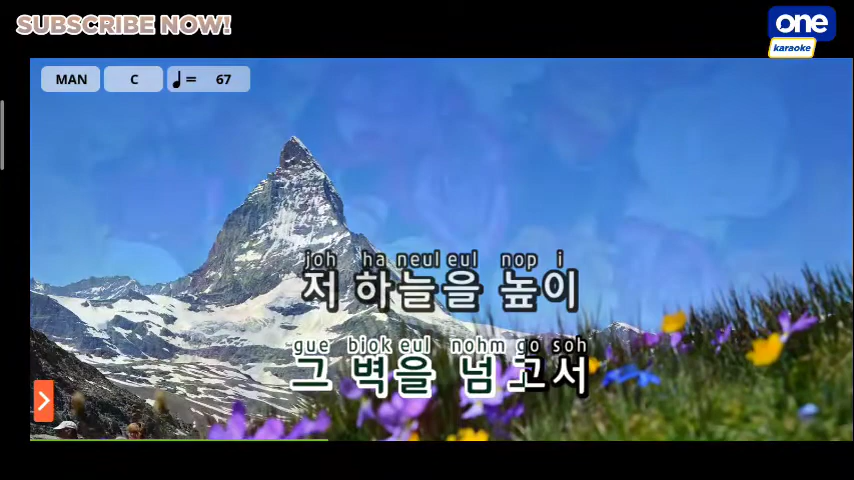 SUBSCRIBE NOW!
one
karaoke
MAN C ♩= 67
joh ha neul eul nop i
저 하늘을 높이
gue biok eul nohm go soh
그 벽을 넘고서